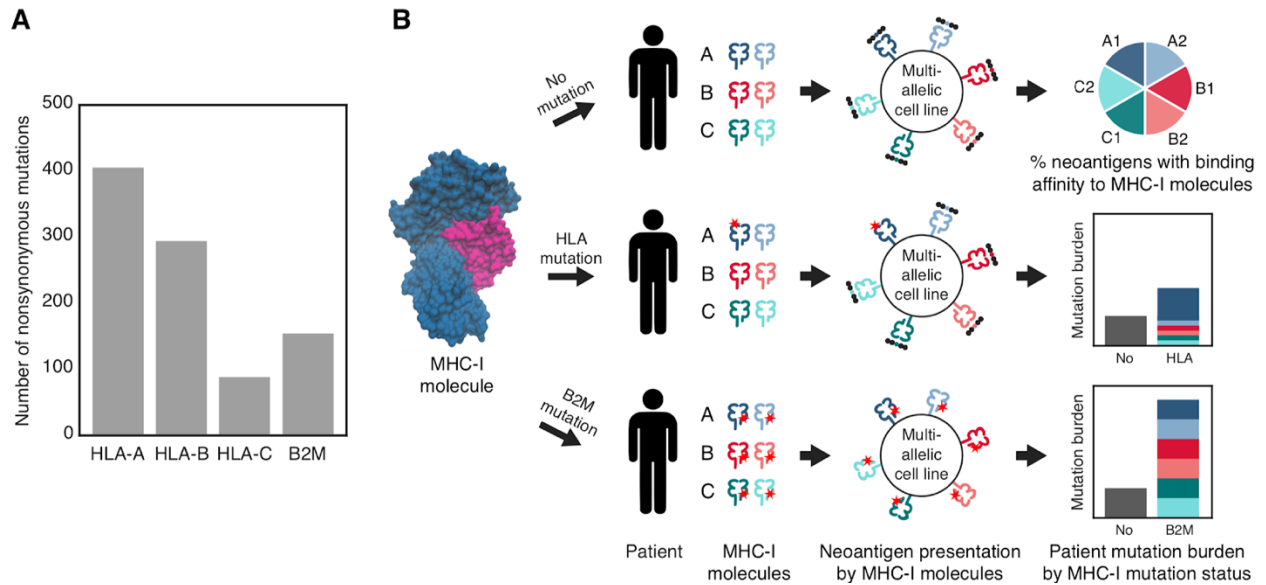 A
Number of nonsynonymous mutations
500
400
300
200
100
0
HLA-A
HLA-B
HLA-C
B2M
B
MHC-I
molecule
No
mutation
A
B
C
Multi-
allelic
cell line
A1
A2
B1
B2
C1
C2
% neoantigens with binding
affinity to MHC-I molecules
HLA
mutation
A
B
C
Multi-
allelic
cell line
Mutation burden
No
HLA
B2M
mutation
A
B
C
Multi-
allelic
cell line
Mutation burden
No
B2M
Patient
MHC-I
molecules
Neoantigen presentation
by MHC-I molecules
Patient mutation burden
by MHC-I mutation status